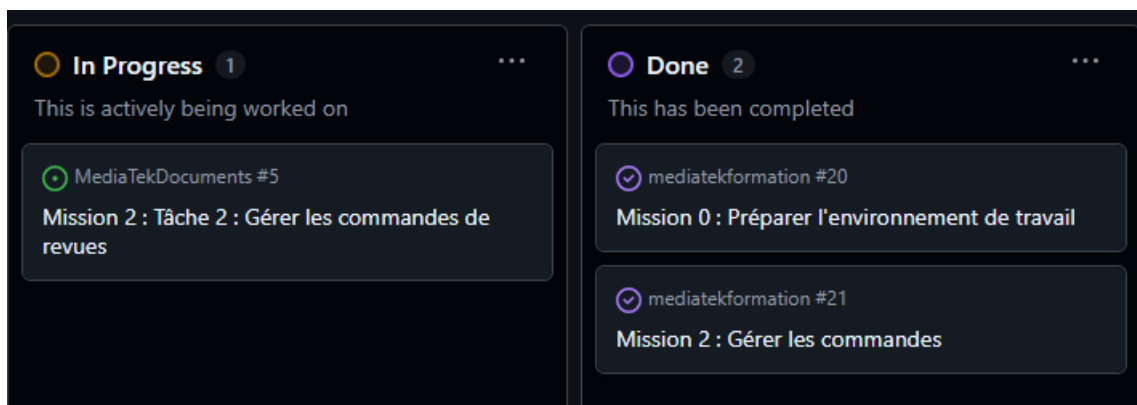 In Progress 1
This is actively being worked on
MediaTekDocuments #5
Mission 2 : Tâche 2 : Gérer les commandes de
revues
Done 2
This has been completed
mediatekformation #20
Mission 0 : Préparer l'environnement de travail
mediatekformation #21
Mission 2 : Gérer les commandes